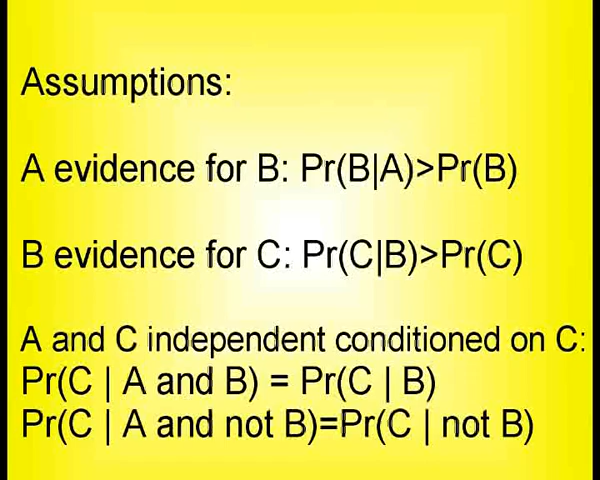 Assumptions:
A evidence for B: Pr(B|A)>Pr(B)
B evidence for C: Pr(C|B)>Pr(C)
A and C independent conditioned on C:
Pr(C | A and B) = Pr(C | B)
Pr(C | A and not B)=Pr(C | not B)